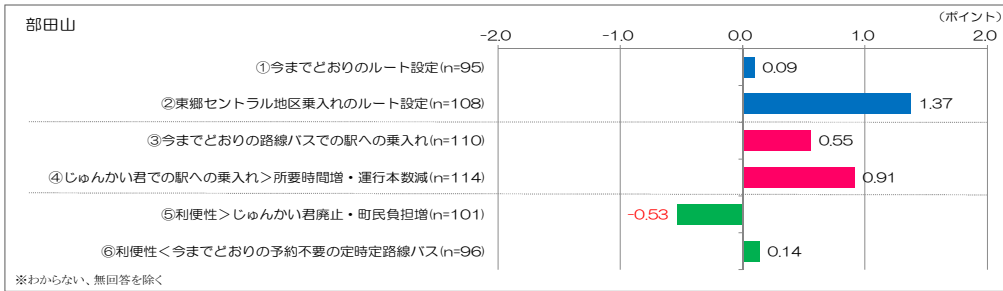 部田山
（ポイント）
-2.0 -1.0 0.0 1.0 2.0
①今までどおりのルート設定(n=95) 0.09
②東郷セントラル地区乗入れのルート設定(n=108) 1.37
③今までどおりの路線バスでの駅への乗入れ(n=110) 0.55
④じゅんかい君での駅への乗入れ＞所要時間増・運行本数減(n=114) 0.91
⑤利便性＞じゅんかい君廃止・町民負担増(n=101) -0.53
⑥利便性＜今までどおりの予約不要の定時定路線バス(n=96) 0.14
※わからない、無回答を除く